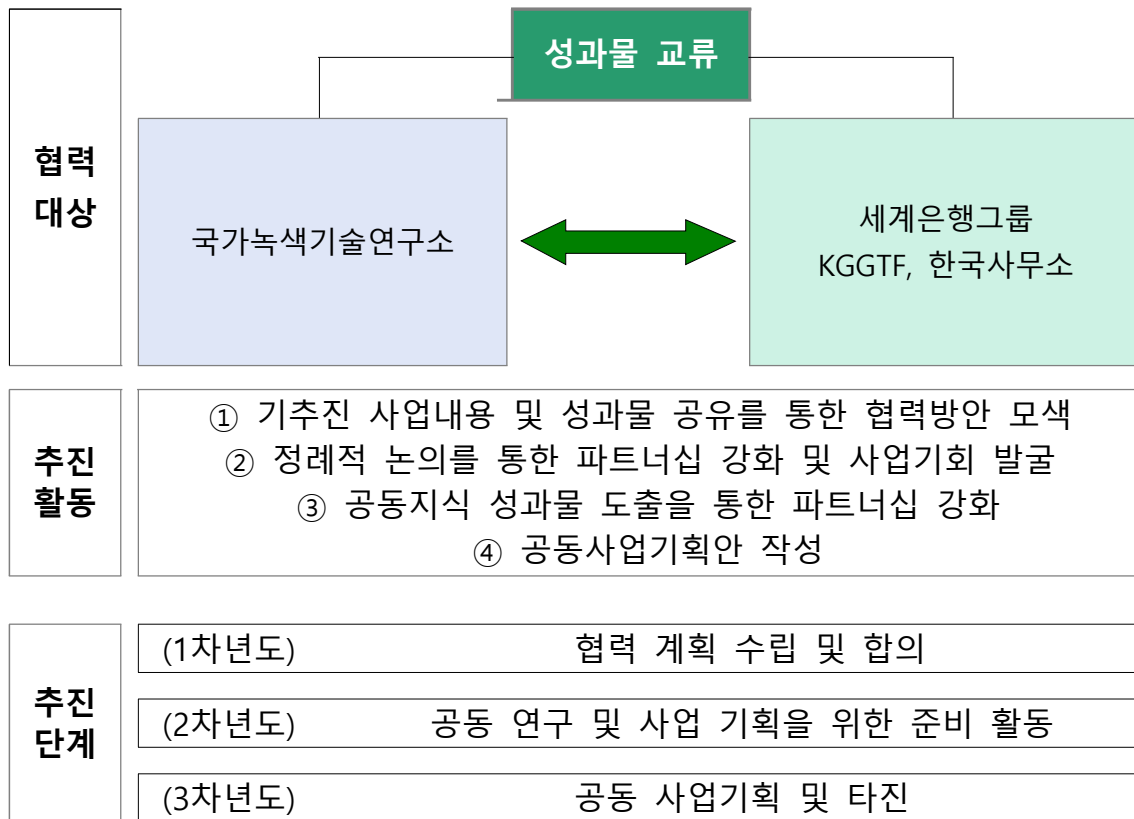 성과물 교류
협력
대상
국가녹색기술연구소
세계은행그룹
KGGTF, 한국사무소
추진
활동
① 기추진 사업내용 및 성과물 공유를 통한 협력방안 모색
② 정례적 논의를 통한 파트너십 강화 및 사업기회 발굴
③ 공동지식 성과물 도출을 통한 파트너십 강화
④ 공동사업기획안 작성
추진
단계
(1차년도) 협력 계획 수립 및 합의
(2차년도) 공동 연구 및 사업 기획을 위한 준비 활동
(3차년도) 공동 사업기획 및 타진